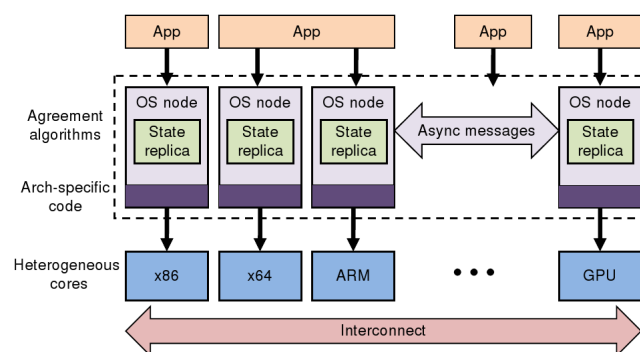 App App App App
OS node OS node OS node OS node
Agreement
algorithms
State
replica
State
replica
State
replica
Async messages
State
replica
Arch-specific
code
Heterogeneous
cores
x86 x64 ARM GPU
Interconnect